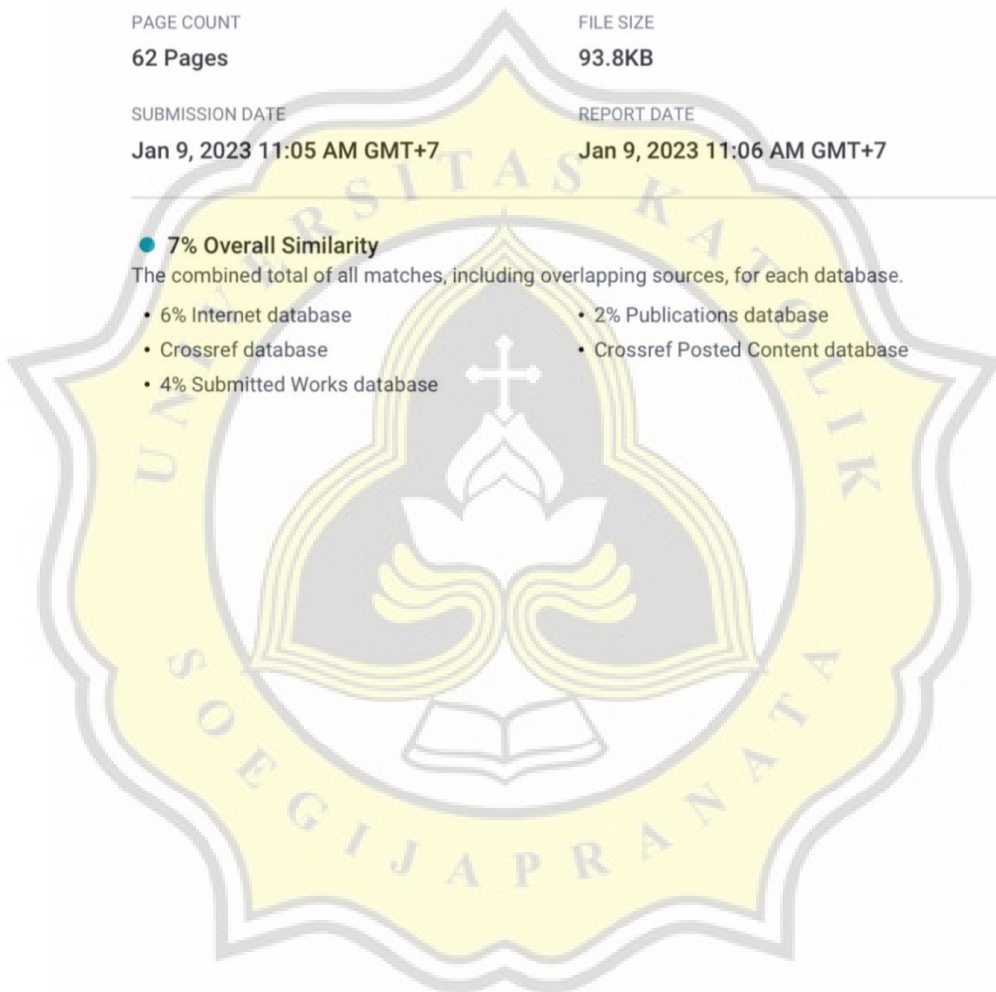 PAGE COUNT
62 Pages
FILE SIZE
93.8KB
SUBMISSION DATE
Jan 9, 2023 11:05 AM GMT+7
REPORT DATE
Jan 9, 2023 11:06 AM GMT+7
7% Overall Similarity
The combined total of all matches, including overlapping sources, for each database.
• 6% Internet database
• 2% Publications database
• Crossref database
• Crossref Posted Content database
• 4% Submitted Works database
UNIVERSITAS KATOLIK
SOEGIJAPRANATA